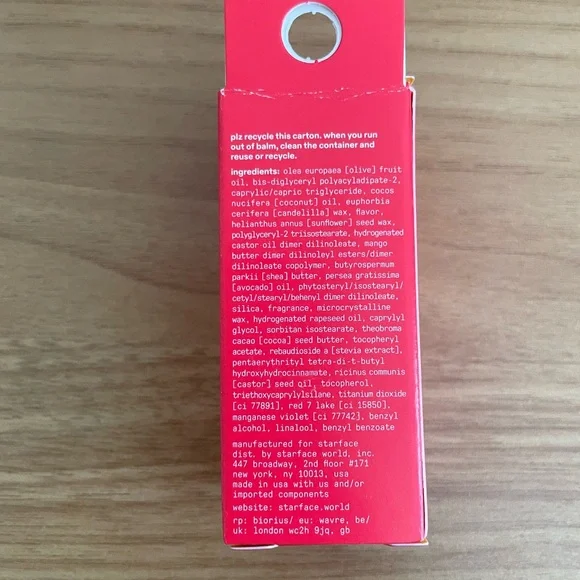 plz recycle this carton. when you run
out of balm, clean the container and
reuse or recycle.
ingredients: olea europaea [olive] fruit
oil, bis-diglyceryl polyacyladipate-2,
caprylic/capric triglyceride, cocos
nucifera [coconut] oil, euphorbia
cerifera [candelilla] wax, flavor,
helianthus annus [sunflower] seed wax,
polyglyceryl-2 triisostearate, hydrogenated
castor oil dimer dilinoleate, mango
butter dimer dilinoleyl esters/dimer
dilinoleate copolymer, butyrospermum
parkii [shea] butter, persea gratissima
[avocado] oil, phytosteryl/isostearyl/
cetyl/stearyl/behenyl dimer dilinoleate,
silica, fragrance, microcrystalline
wax, hydrogenated rapeseed oil, caprylyl
glycol, sorbitan isostearate, theobroma
cacao [cocoa] seed butter, tocopheryl
acetate, rebaudioside a [stevia extract],
pentaerythrityl tetra-di-t-butyl
hydroxyhydrocinnamate, ricinus communis
[castor] seed oil, tocopherol,
triethoxycaprylylsilane, titanium dioxide
[ci 77891], red 7 lake [ci 15850],
manganese violet [ci 77742], benzyl
alcohol, linalool, benzyl benzoate
manufactured for starface
dist. by starface world, inc.
447 broadway, 2nd floor #171
new york, ny 10013, usa
made in usa with us and/or
imported components
website: starface.world
rp: biorius/ eu: wavre, be/
uk: london wc2h 9jq, gb